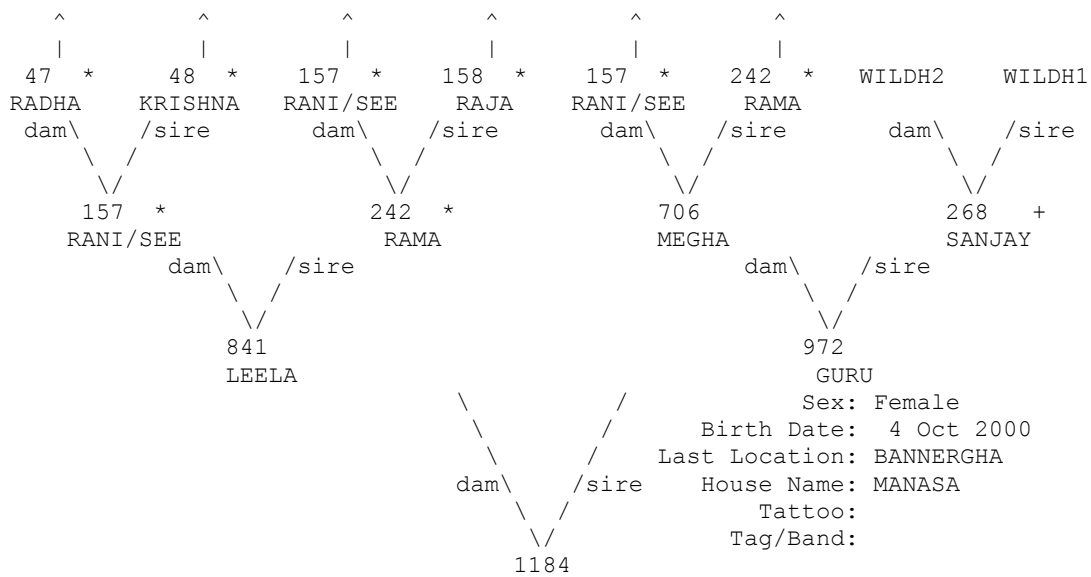 ^ ^ ^ ^ ^ ^
| | | | | |
47 * 48 * 157 * 158 * 157 * 242 * WILDH2 WILDH1
RADHA KRISHNA RANI/SEE RAJA RANI/SEE RAMA
dam\ /sire dam\ /sire dam\ /sire dam\ /sire
\ / \ / \ / \ /
\/ \/ \/ \/
157 * 242 * 706 268 +
RANI/SEE RAMA MEGHA SANJAY
dam\ /sire dam\ /sire
\ / \ /
\/ \/
841 972
LEELA GURU
\ / Sex: Female
\ / Birth Date: 4 Oct 2000
\ / Last Location: BANNERGHA
dam\ /sire House Name: MANASA
\ / Tattoo:
\/ Tag/Band:
1184